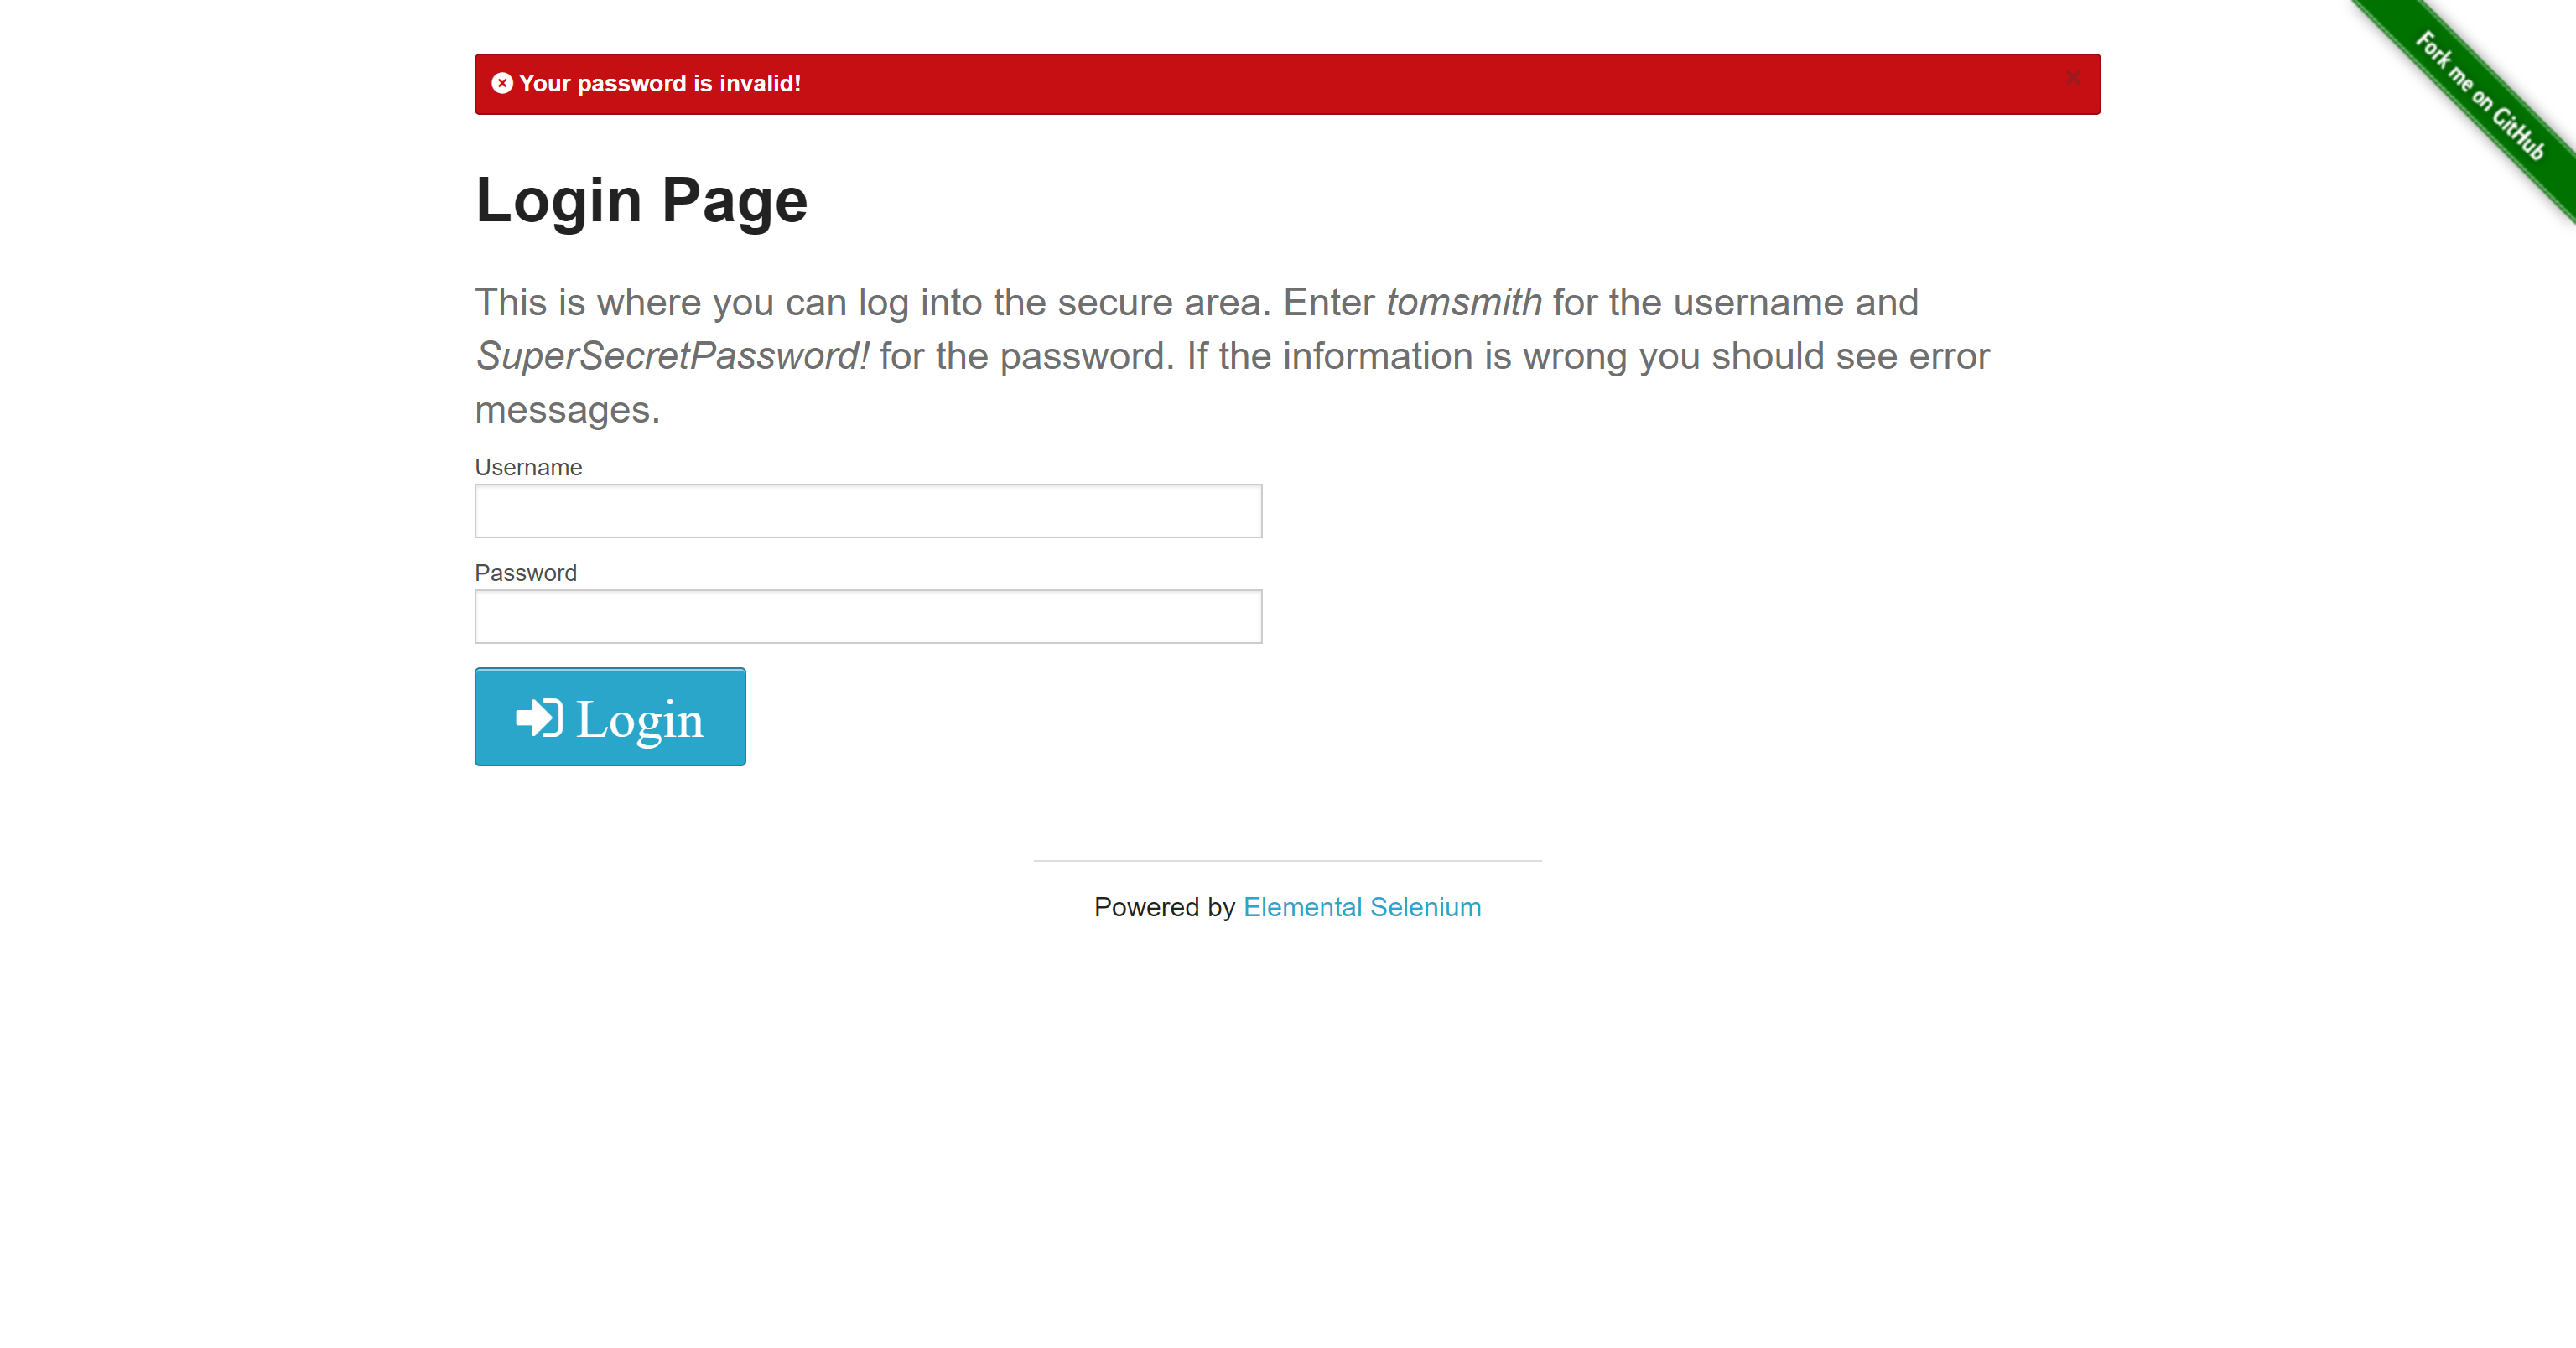 Your password is invalid!
×
Fork me on GitHub
Login Page
This is where you can log into the secure area. Enter tomsmith for the username and
SuperSecretPassword! for the password. If the information is wrong you should see error
messages.
Username
Password
Login
Powered by Elemental Selenium